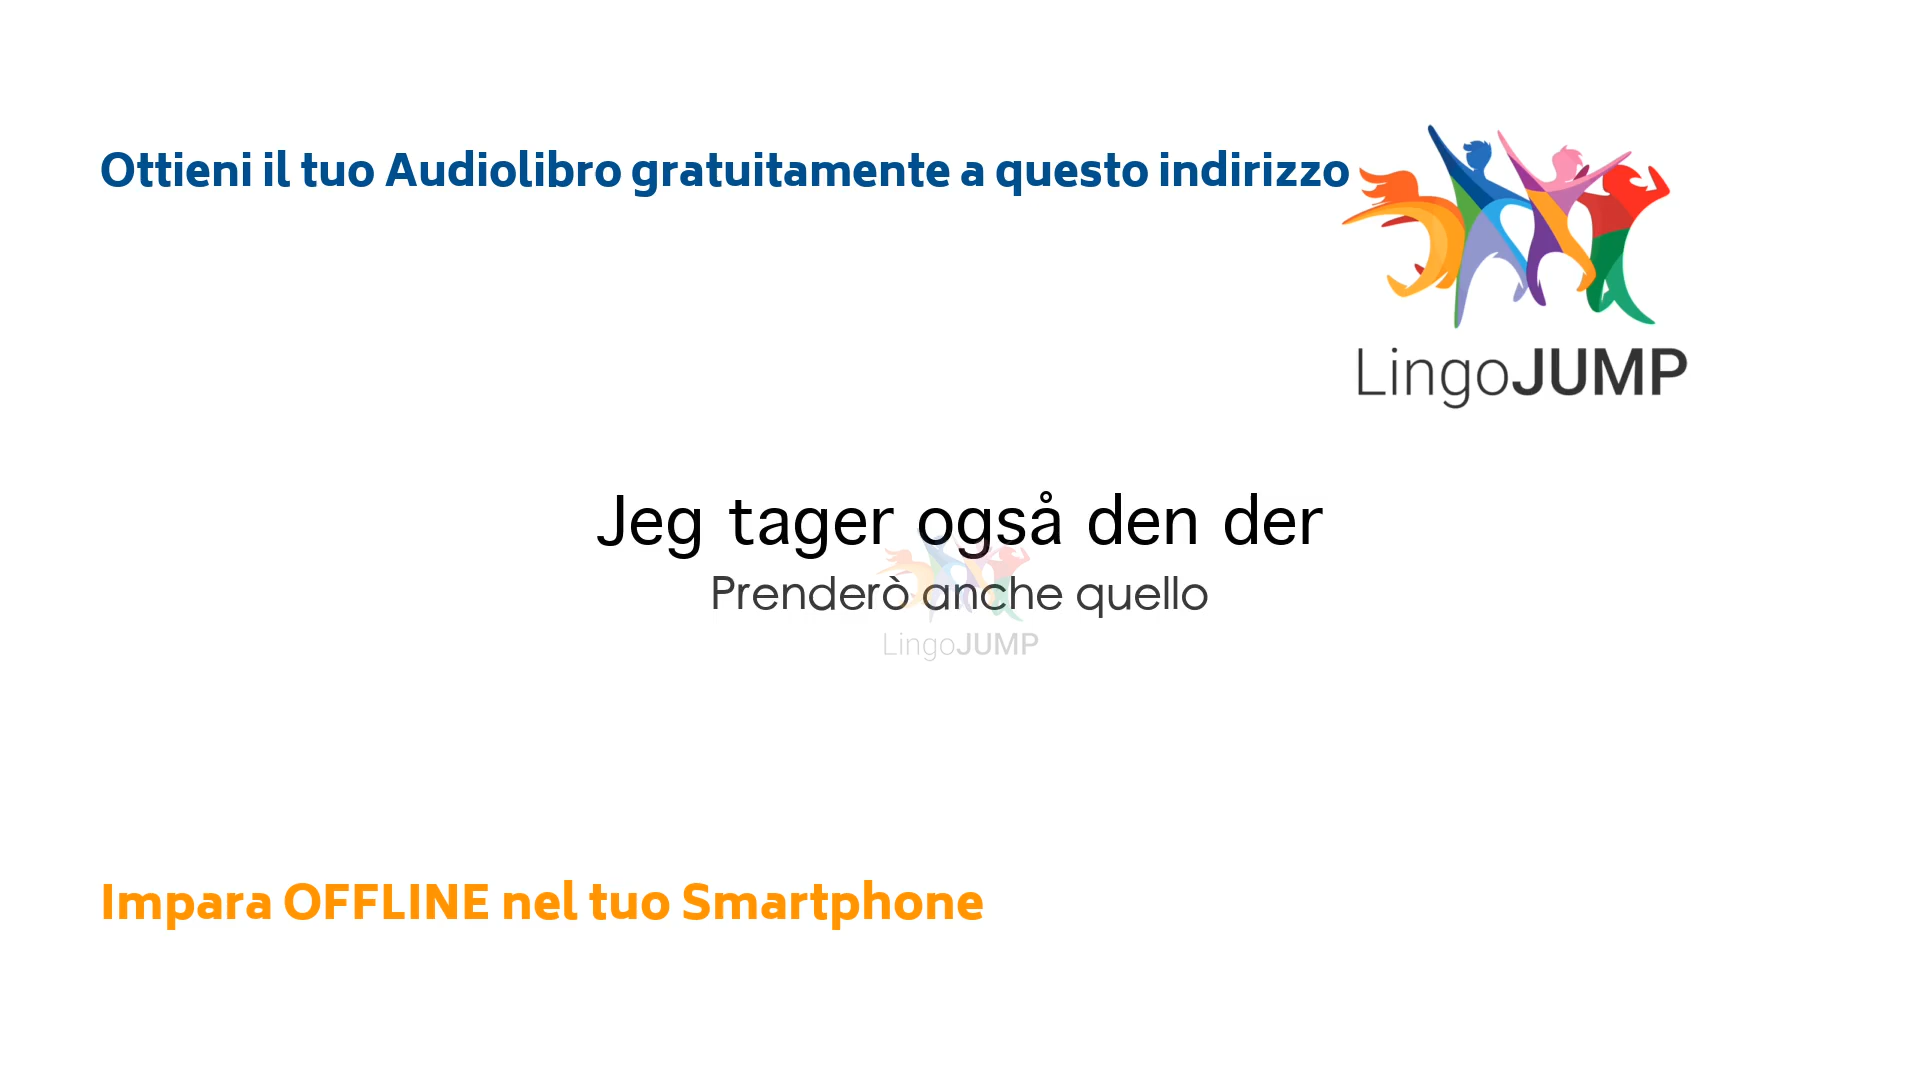 Ottieni il tuo Audiolibro gratuitamente a questo indirizzo
LingoJUMP
Jeg tager også den der
Prenderò anche quello
LingoJUMP
Impara OFFLINE nel tuo Smartphone